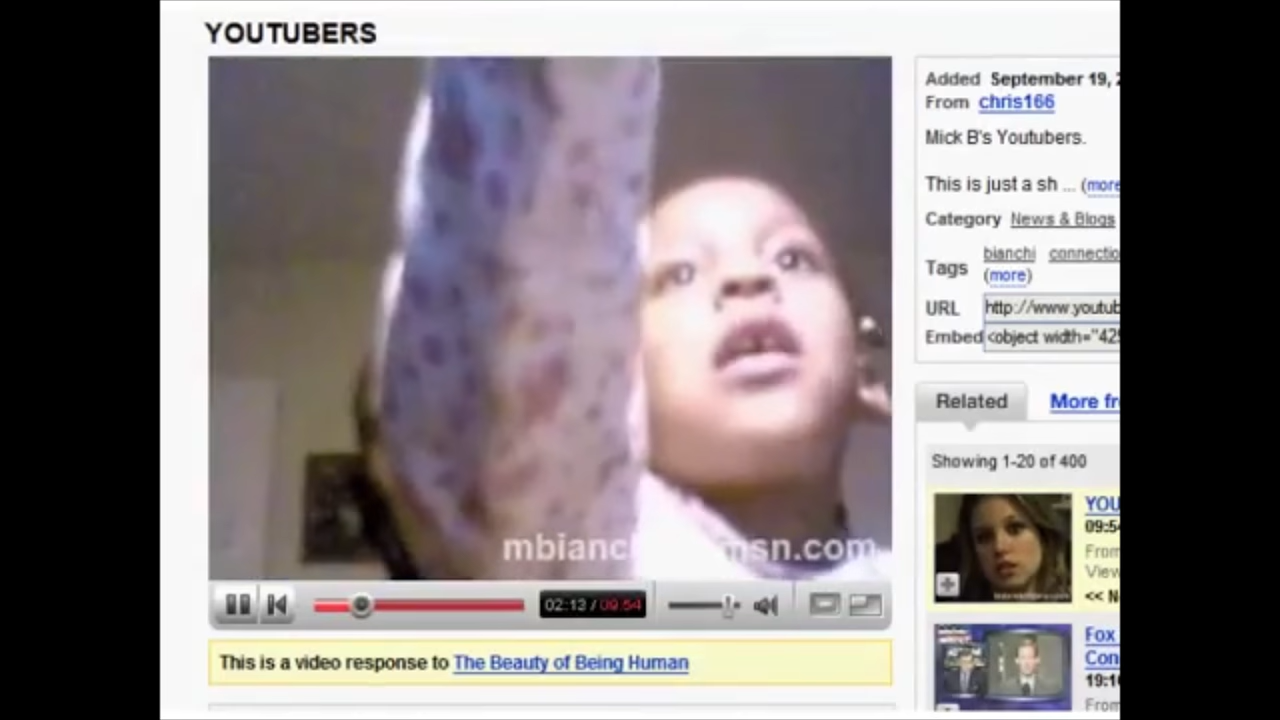 YOUTUBERS
Added September 19,
From chris166
Mick B's Youtubers.
This is just a sh ... (more
Category News & Blogs
Tags bianchi connectio
(more)
URL http://www.youtub
Embed <object width="425
Related More fr
Showing 1-20 of 400
YOU
09:54
From
View
<< N
Fox
Con
19:1
From
msn.com
02:13 / 09:54
This is a video response to The Beauty of Being Human